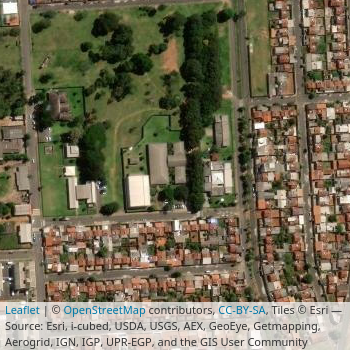 Leaflet | © OpenStreetMap contributors, CC-BY-SA, Tiles © Esri —
Source: Esri, i-cubed, USDA, USGS, AEX, GeoEye, Getmapping,
Aerogrid, IGN, IGP, UPR-EGP, and the GIS User Community